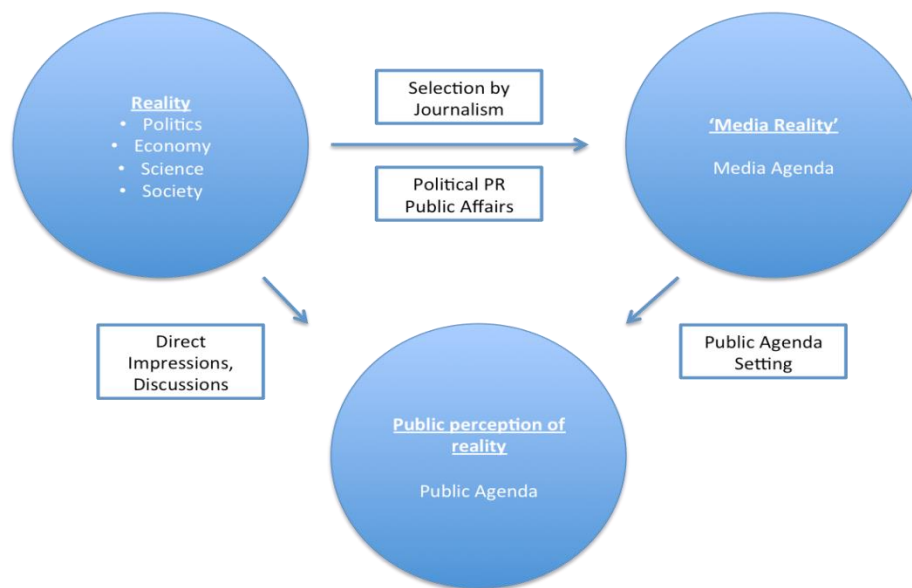 Reality
• Politics
• Economy
• Science
• Society
Selection by
Journalism
Political PR
Public Affairs
‘Media Reality’
Media Agenda
Direct
Impressions,
Discussions
Public Agenda
Setting
Public perception of
reality
Public Agenda